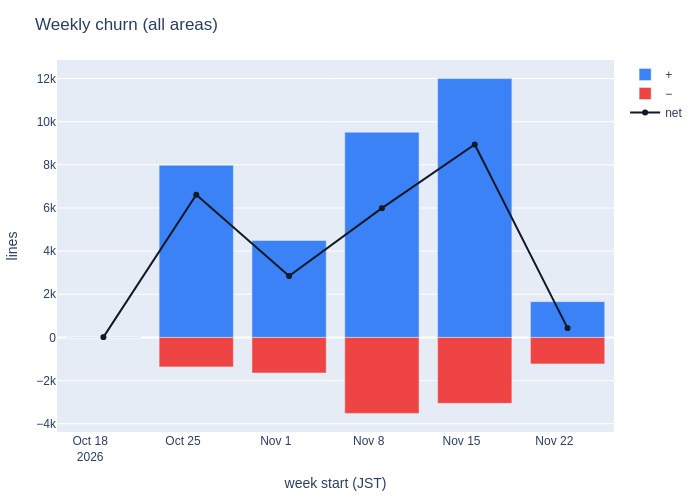 Weekly churn (all areas)
12k
10k
8k
6k
4k
2k
0
−2k
−4k
lines
Oct 18
2026
Oct 25
Nov 1
Nov 8
Nov 15
Nov 22
week start (JST)
+
−
net